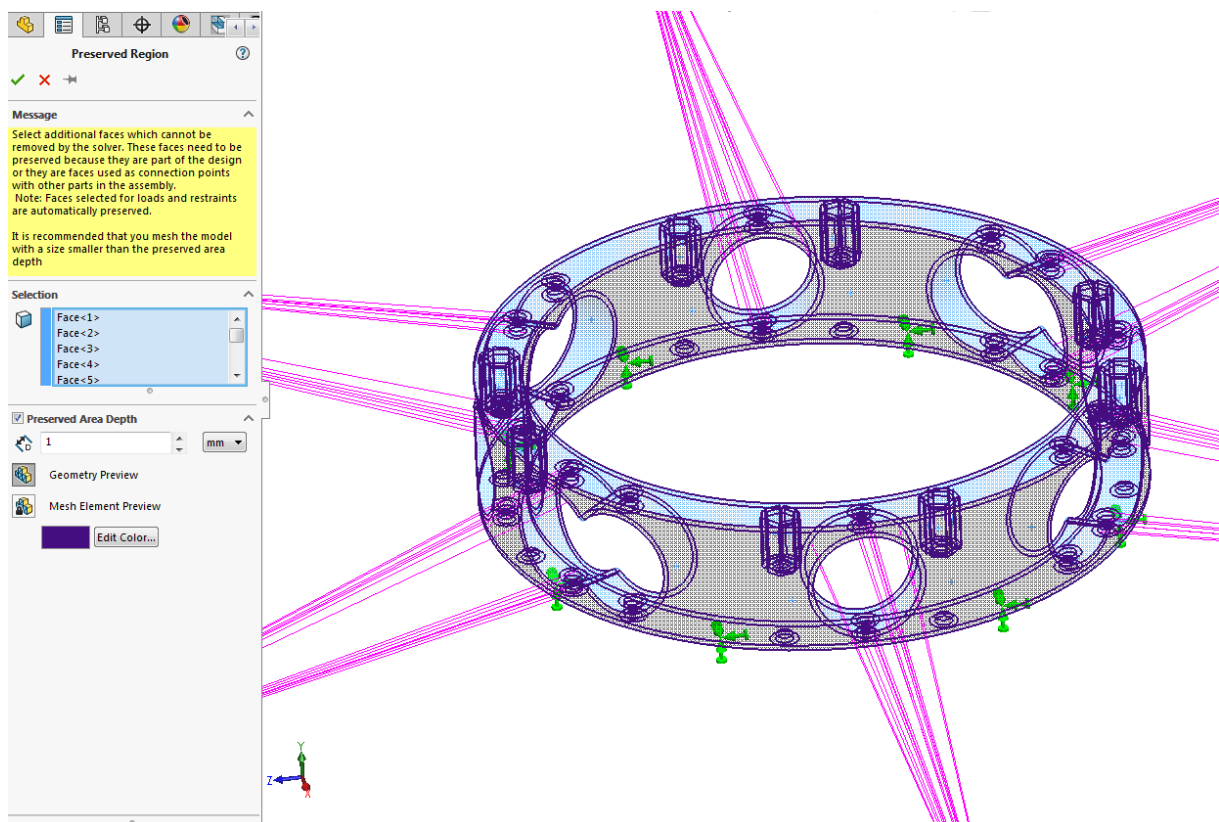 Preserved Region
?
Message
Select additional faces which cannot be
removed by the solver. These faces need to be
preserved because they are part of the design
or they are faces used as connection points
with other parts in the assembly.
Note: Faces selected for loads and restraints
are automatically preserved.
It is recommended that you mesh the model
with a size smaller than the preserved area
depth
Selection
Face<1>
Face<2>
Face<3>
Face<4>
Face<5>
Preserved Area Depth
D
1
mm
Geometry Preview
Mesh Element Preview
Edit Color...
Y
Z
X